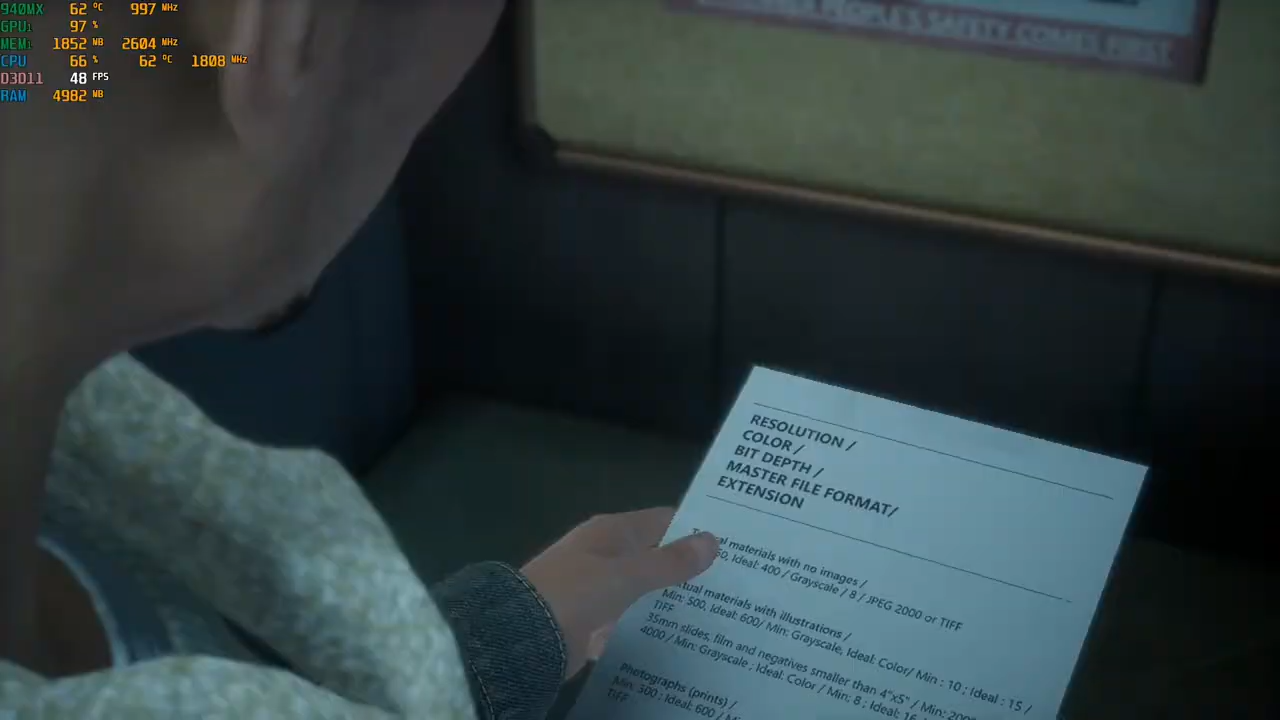 940MX 62 °C 997 MHz
GPU1 97 %
MEM1 1852 MB 2604 MHz
CPU 66 % 62 °C 1808 MHz
D3D11 48 FPS
RAM 4982 MB
PEOPLE'S SAFETY COMES FIRST
RESOLUTION /
COLOR /
BIT DEPTH /
MASTER FILE FORMAT/
EXTENSION
materials with no images /
Ideal: 400 / Grayscale / 8 / JPEG 2000 or TIFF
materials with illustrations /
Min: 500, Ideal: 600/ Min: Grayscale, Ideal: Color/ Min : 10 ; Ideal : 15 /
TIFF
35mm slides, film and negatives smaller than 4"x5" / Min: 2000
4000 / Min: Grayscale ; Ideal: Color / Min: 8 ; Ideal: 16
Photographs (prints) /
Min: 300 ; Ideal: 600 / Min
TIFF